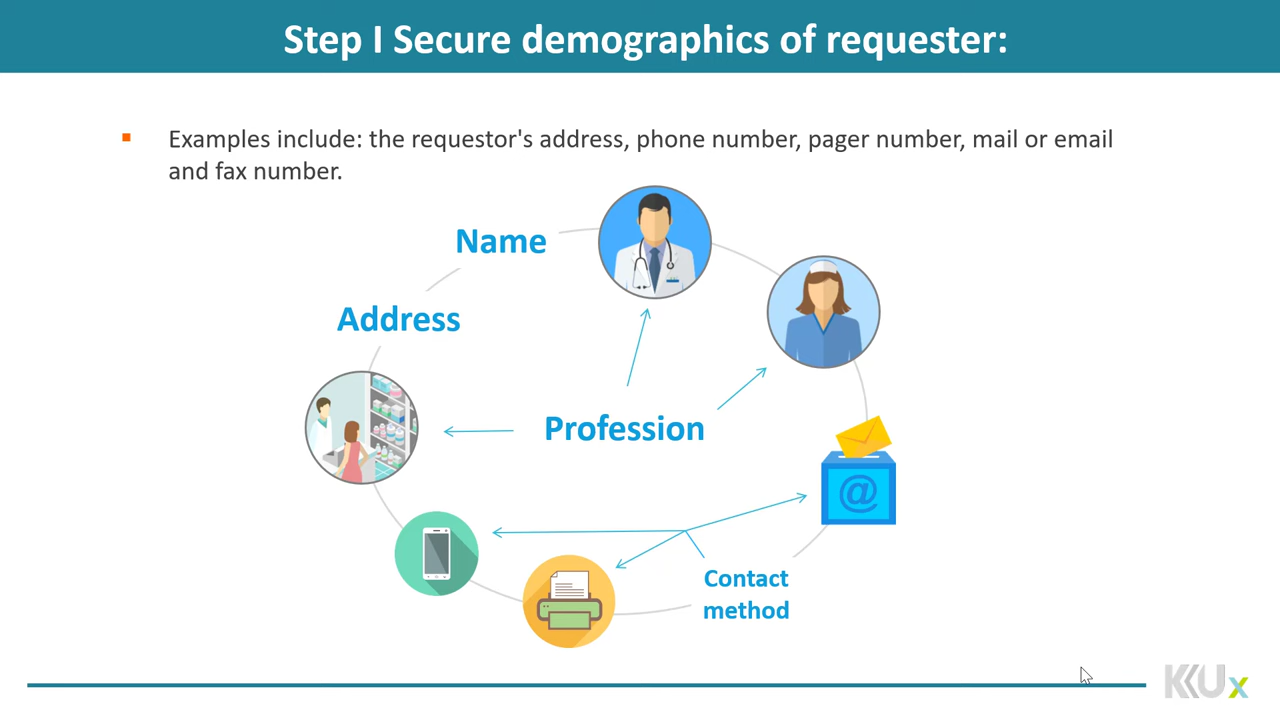 Step I Secure demographics of requester:
Examples include: the requestor's address, phone number, pager number, mail or email
and fax number.
Name
Address
Profession
@
Contact
method
KKUx